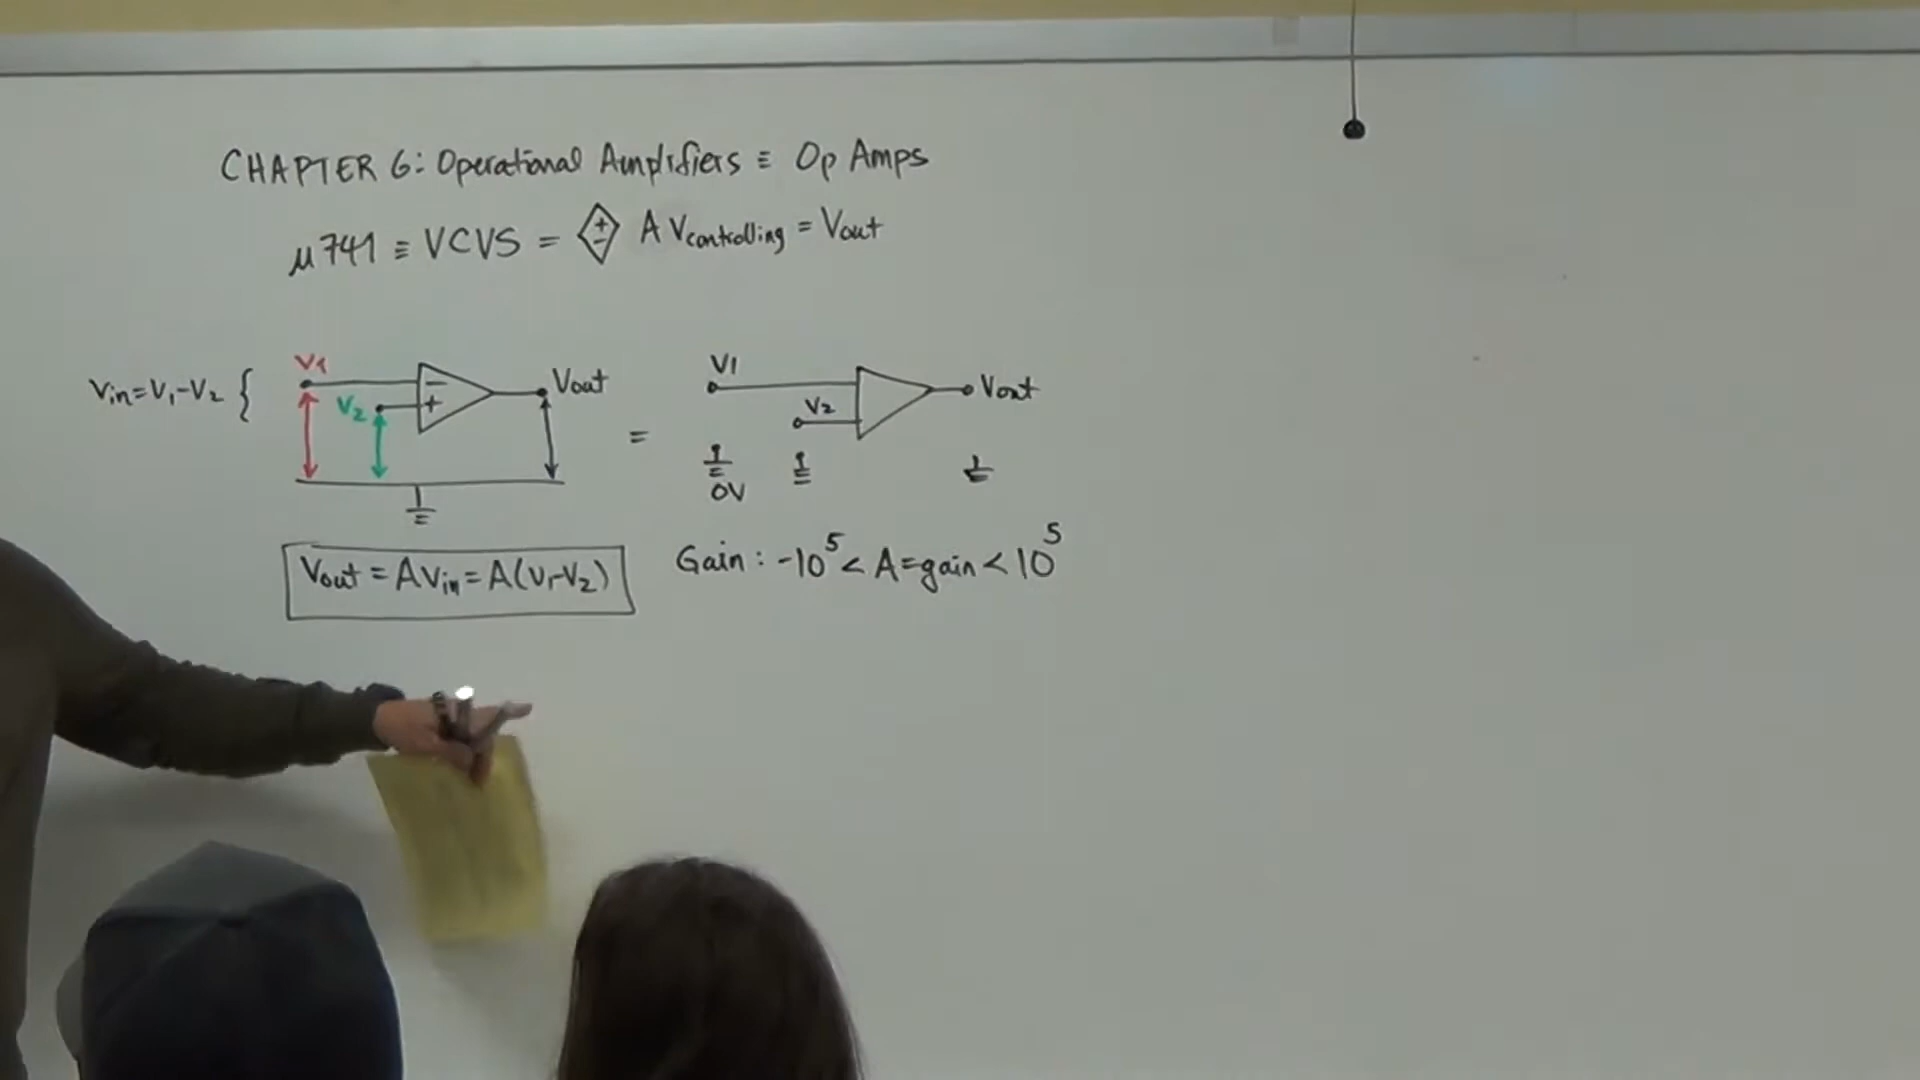 CHAPTER 6: Operational Amplifiers ≡ Op Amps
μ741 ≡ VCVS = A Vcontrolling = Vout
Vin = V1-V2 {
V1
V2
-
+
Vout
=
V1
V2
Vout
0V
Vout = AVin = A(V1-V2)
Gain: -10^5 < A=gain < 10^5